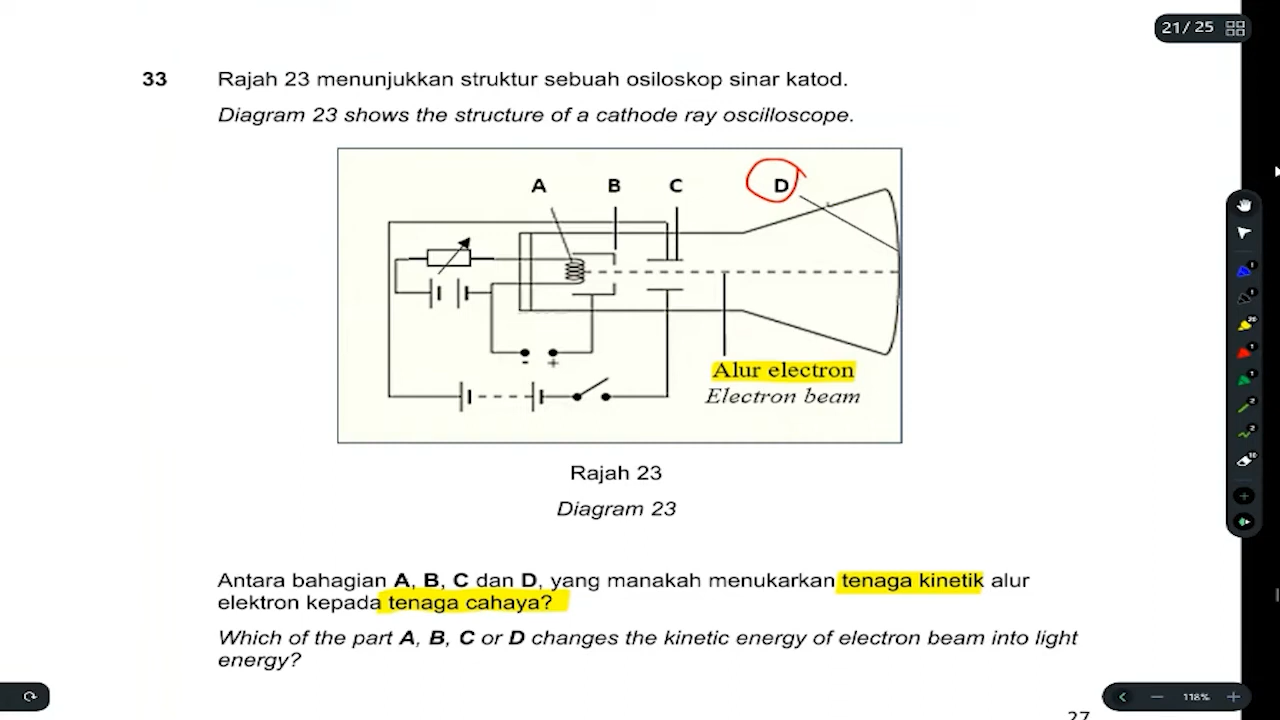 21/ 25
33 Rajah 23 menunjukkan struktur sebuah osiloskop sinar katod.
Diagram 23 shows the structure of a cathode ray oscilloscope.
A B C D
- +
Alur electron
Electron beam
Rajah 23
Diagram 23
Antara bahagian A, B, C dan D, yang manakah menukarkan tenaga kinetik alur
elektron kepada tenaga cahaya?
Which of the part A, B, C or D changes the kinetic energy of electron beam into light
energy?
118%
27